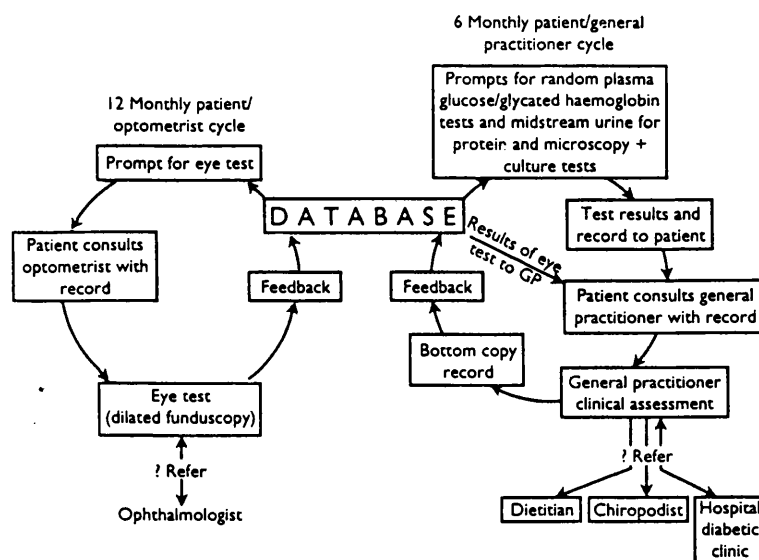 6 Monthly patient/general
practitioner cycle
Prompts for random plasma
glucose/glycated haemoglobin
tests and midstream urine for
protein and microscopy +
culture tests
12 Monthly patient/
optometrist cycle
Prompt for eye test
DATABASE
Test results and
record to patient
Patient consults
optometrist with
record
Results of eye
test to GP
Feedback
Feedback
Patient consults general
practitioner with record
Bottom copy
record
General practitioner
clinical assessment
Eye test
(dilated funduscopy)
? Refer
? Refer
Ophthalmologist
Dietitian
Chiropodist
Hospital
diabetic
clinic